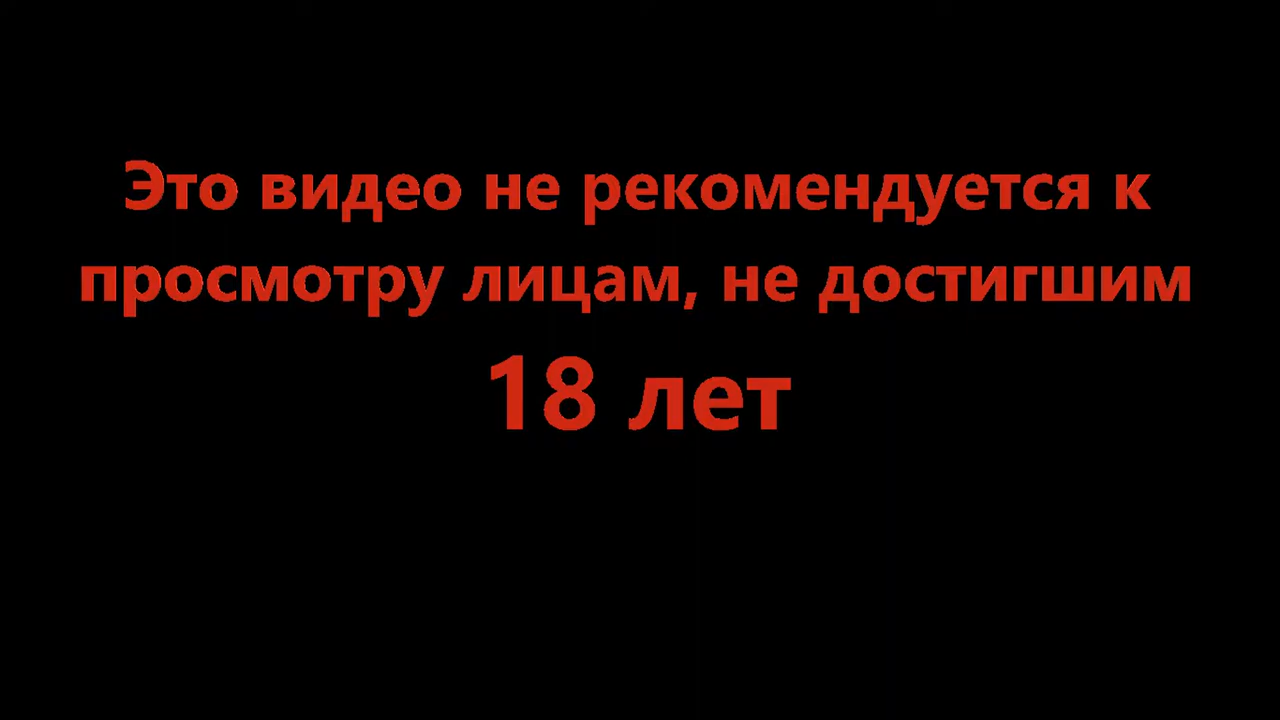 Это видео не рекомендуется к
просмотру лицам, не достигшим
18 лет